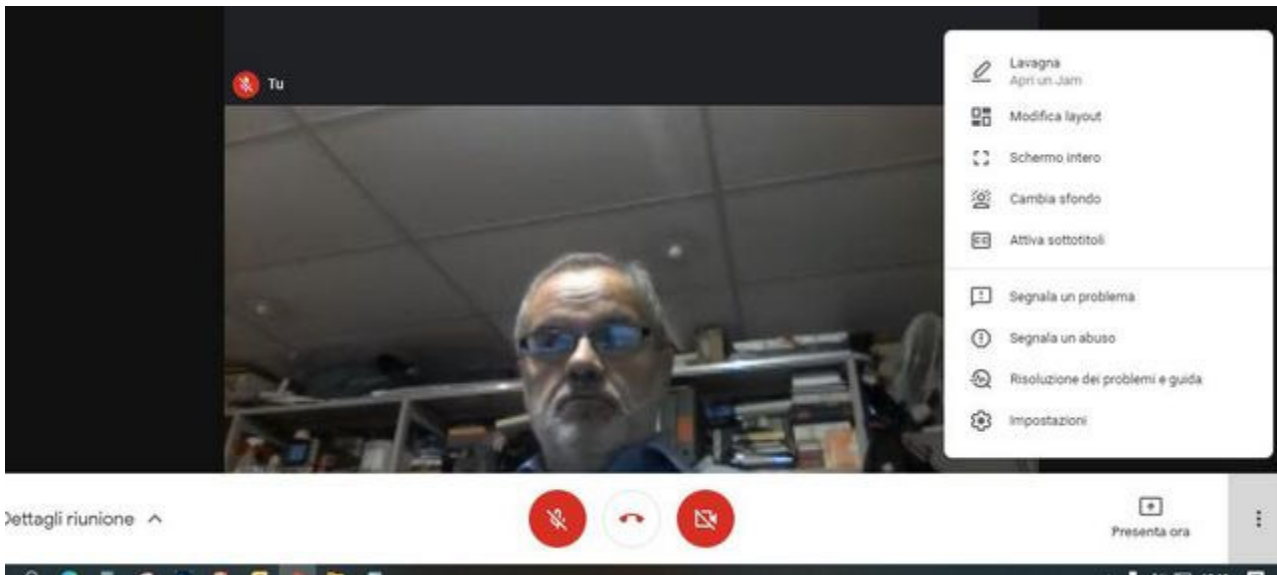 Tu
Lavagna
Apri un Jam
Modifica layout
Schermo intero
Cambia sfondo
Attiva sottotitoli
Segnala un problema
Segnala un abuso
Risoluzione dei problemi e guida
Impostazioni
Dettagli riunione
Presenta ora